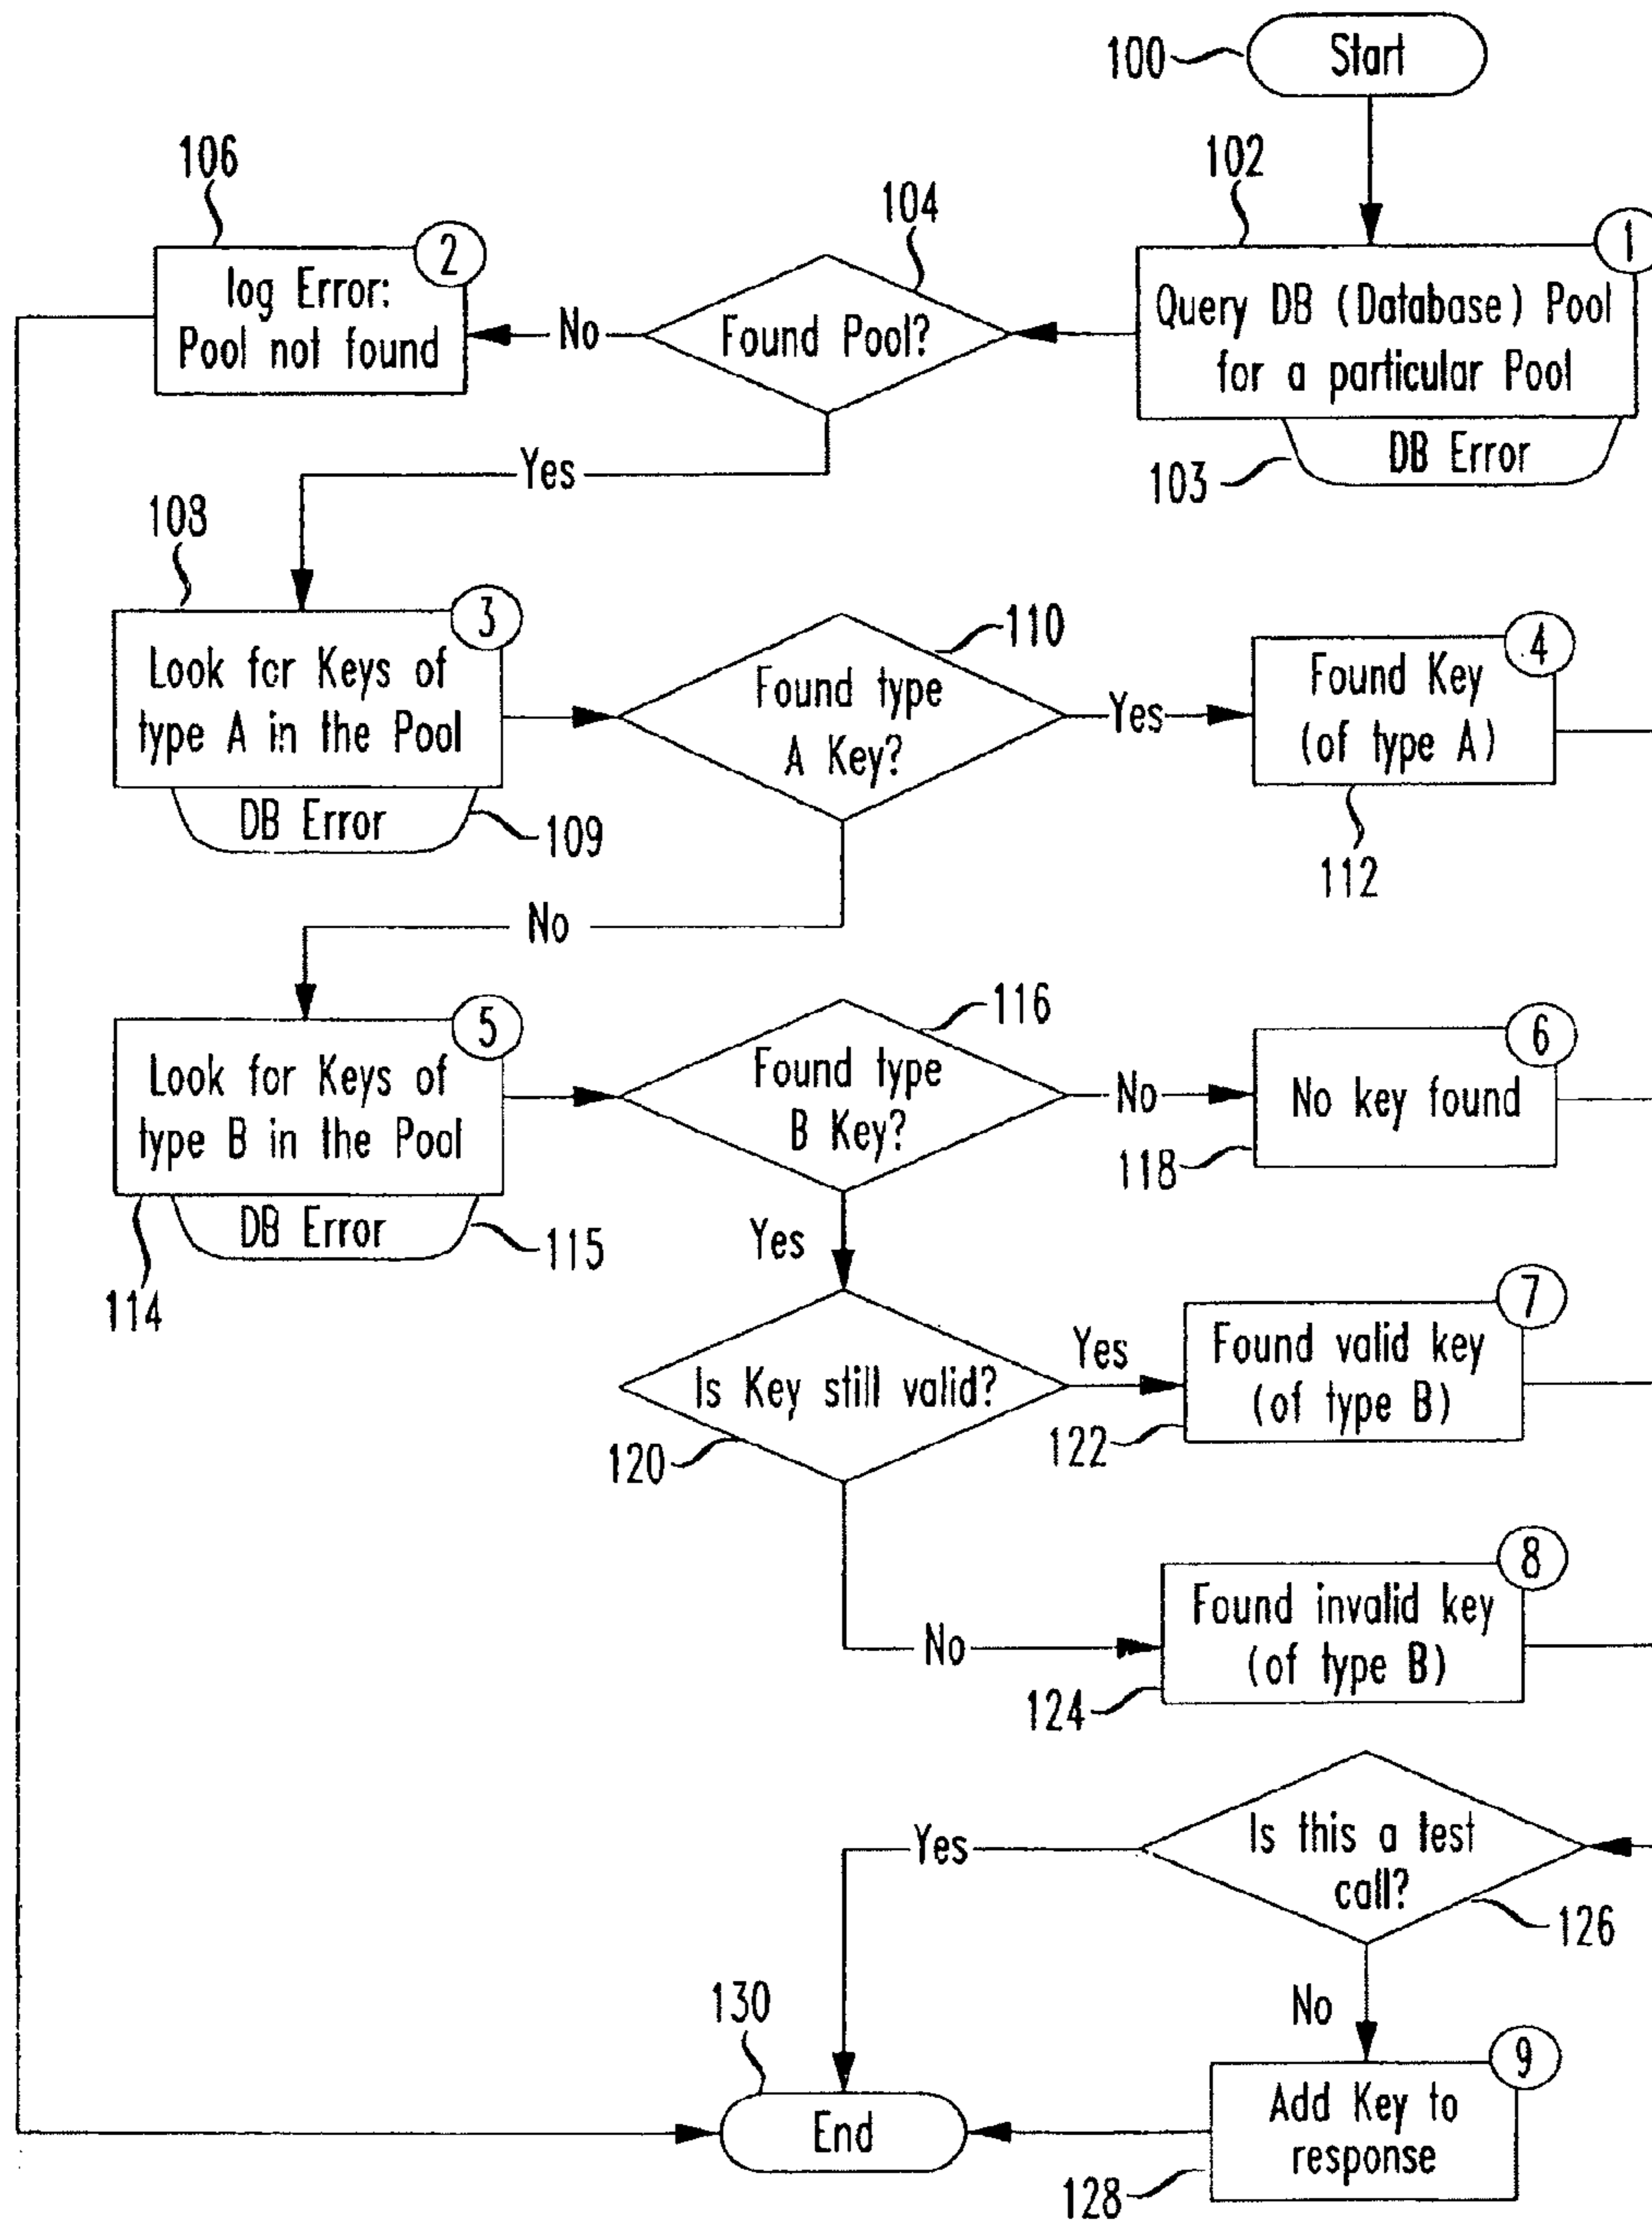 100
Start
106
104
102
2
log Error:
Pool not found
No
Found Pool?
1
Query DB (Database) Pool
for a particular Pool
DB Error
103
Yes
108
3
Look for Keys of
type A in the Pool
DB Error
109
110
Found type
A Key?
Yes
4
Found Key
(of type A)
112
No
5
Look for Keys of
type B in the Pool
DB Error
115
114
116
Found type
B Key?
No
6
No key found
118
Yes
Is Key still valid?
120
Yes
7
Found valid key
(of type B)
122
No
8
Found invalid key
(of type B)
124
Is this a test
call?
126
Yes
No
130
End
9
Add Key to
response
128